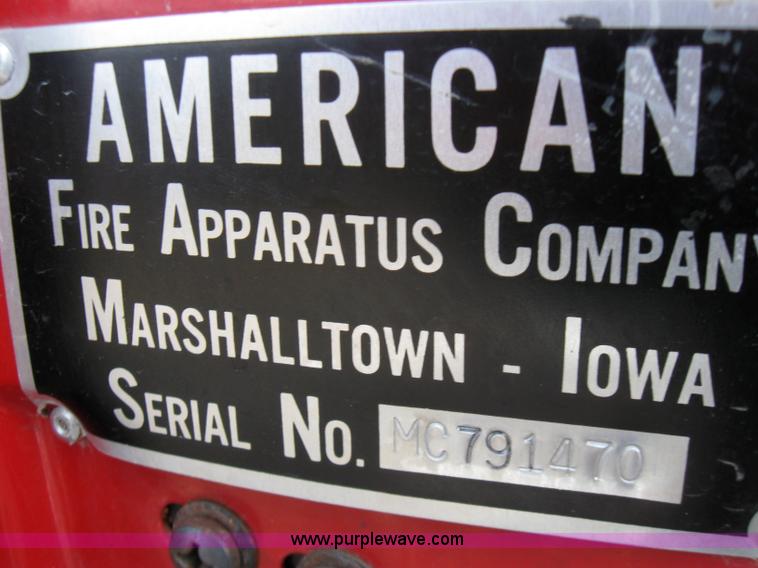 AMERICAN
FIRE APPARATUS COMPANY
MARSHALLTOWN - IOWA
SERIAL NO. MC791470
www.purplewave.com